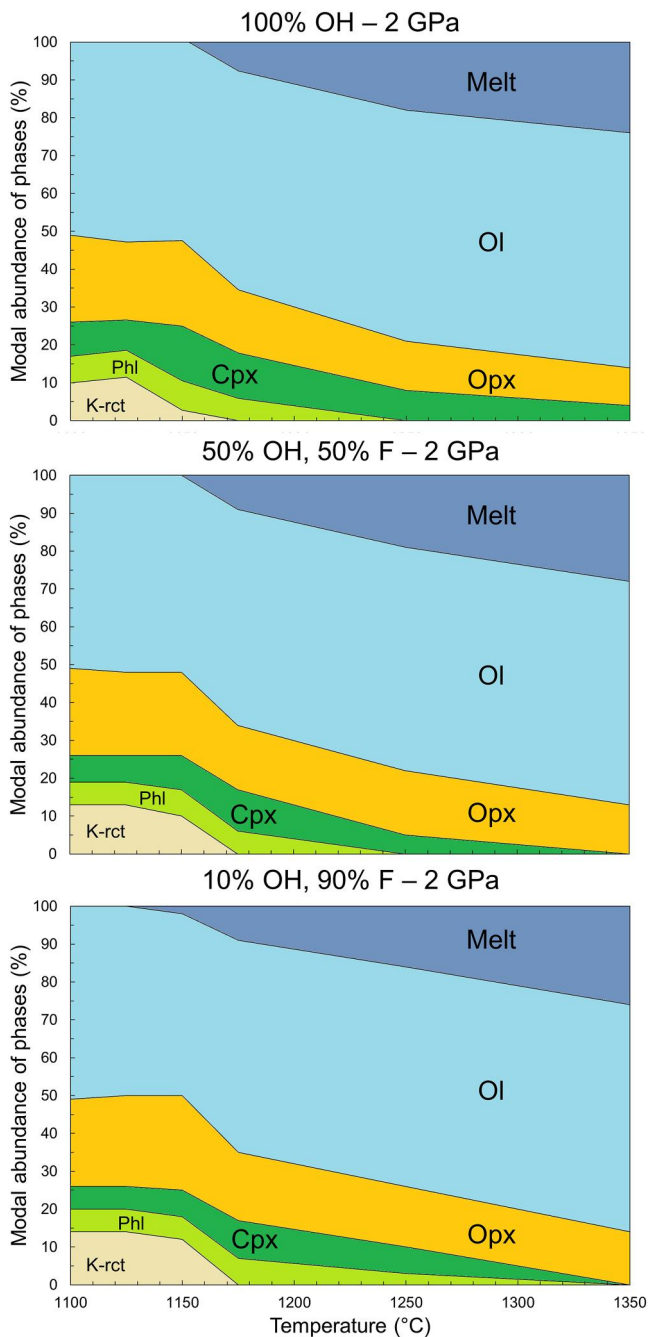 100% OH – 2 GPa
Modal abundance of phases (%)
100
90
80
70
60
50
40
30
20
10
0
Melt
Ol
Opx
Cpx
Phl
K-rct
50% OH, 50% F – 2 GPa
Modal abundance of phases (%)
100
90
80
70
60
50
40
30
20
10
0
Melt
Ol
Opx
Cpx
Phl
K-rct
10% OH, 90% F – 2 GPa
Modal abundance of phases (%)
100
90
80
70
60
50
40
30
20
10
0
Melt
Ol
Opx
Cpx
Phl
K-rct
1100 1150 1200 1250 1300 1350
Temperature (°C)